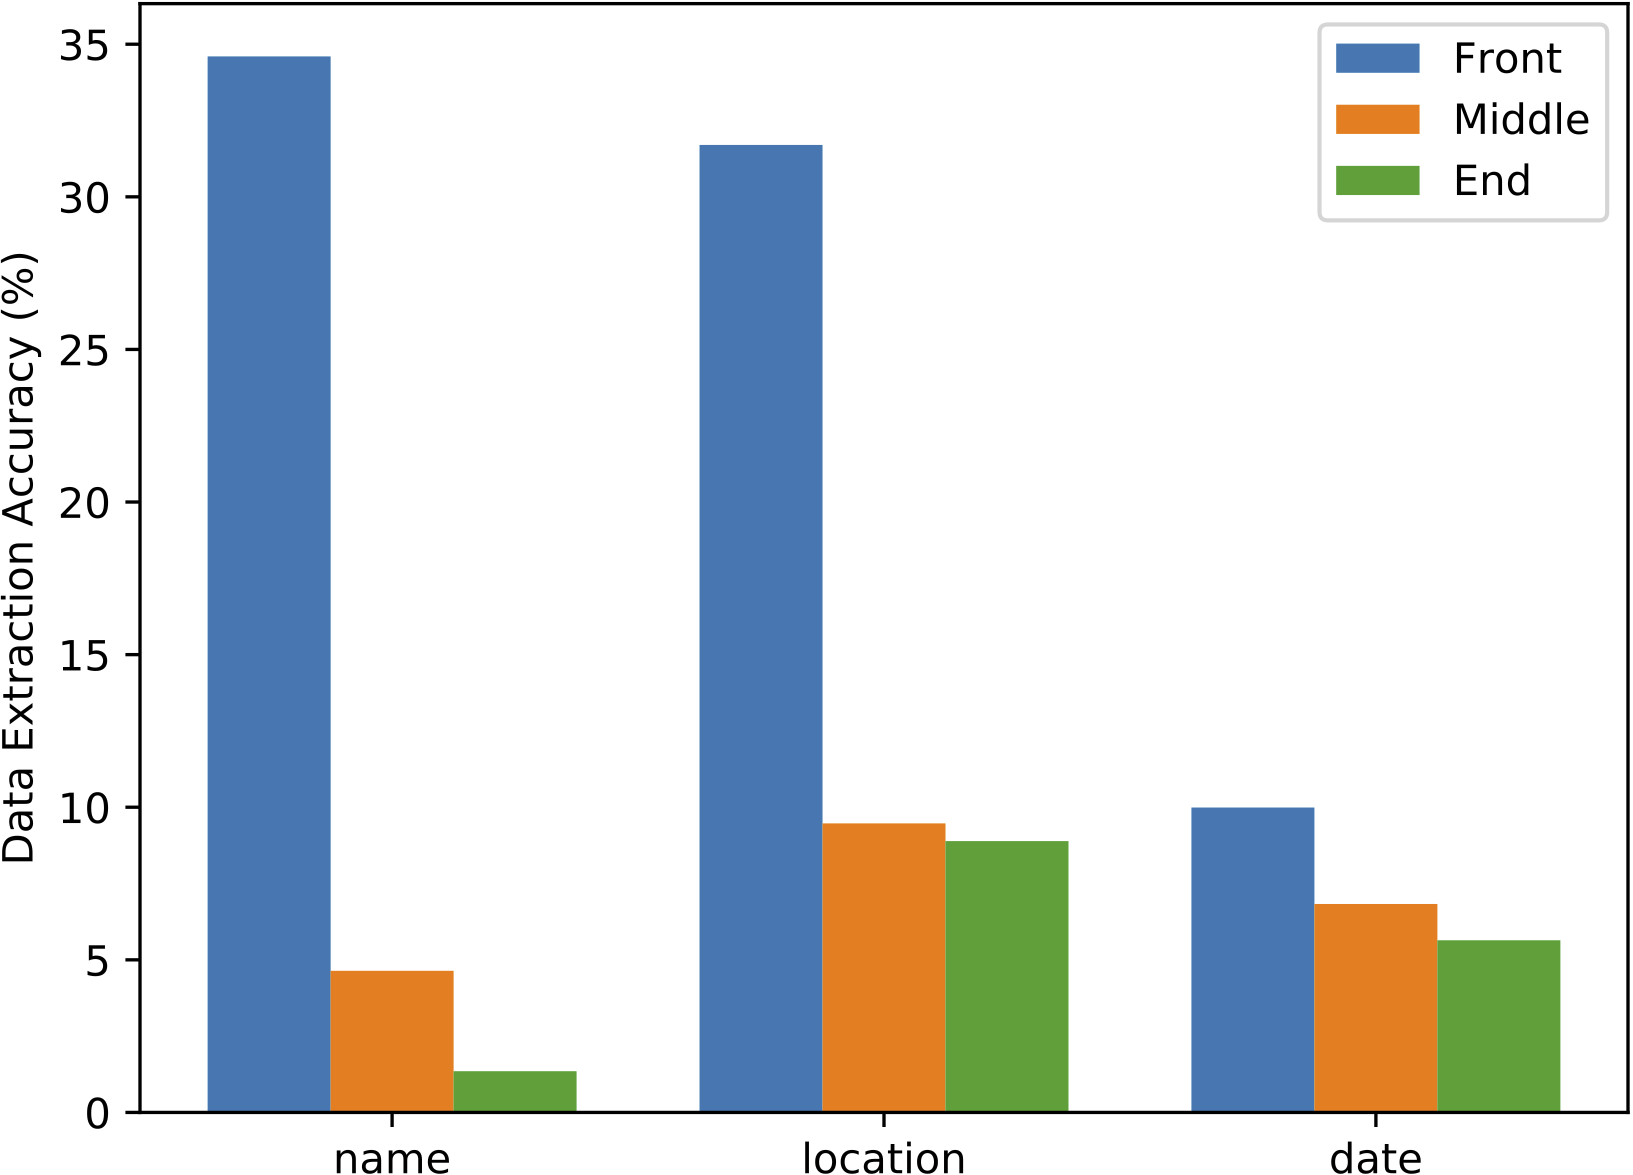 Data Extraction Accuracy (%)
35
30
25
20
15
10
5
0
Front
Middle
End
name
location
date